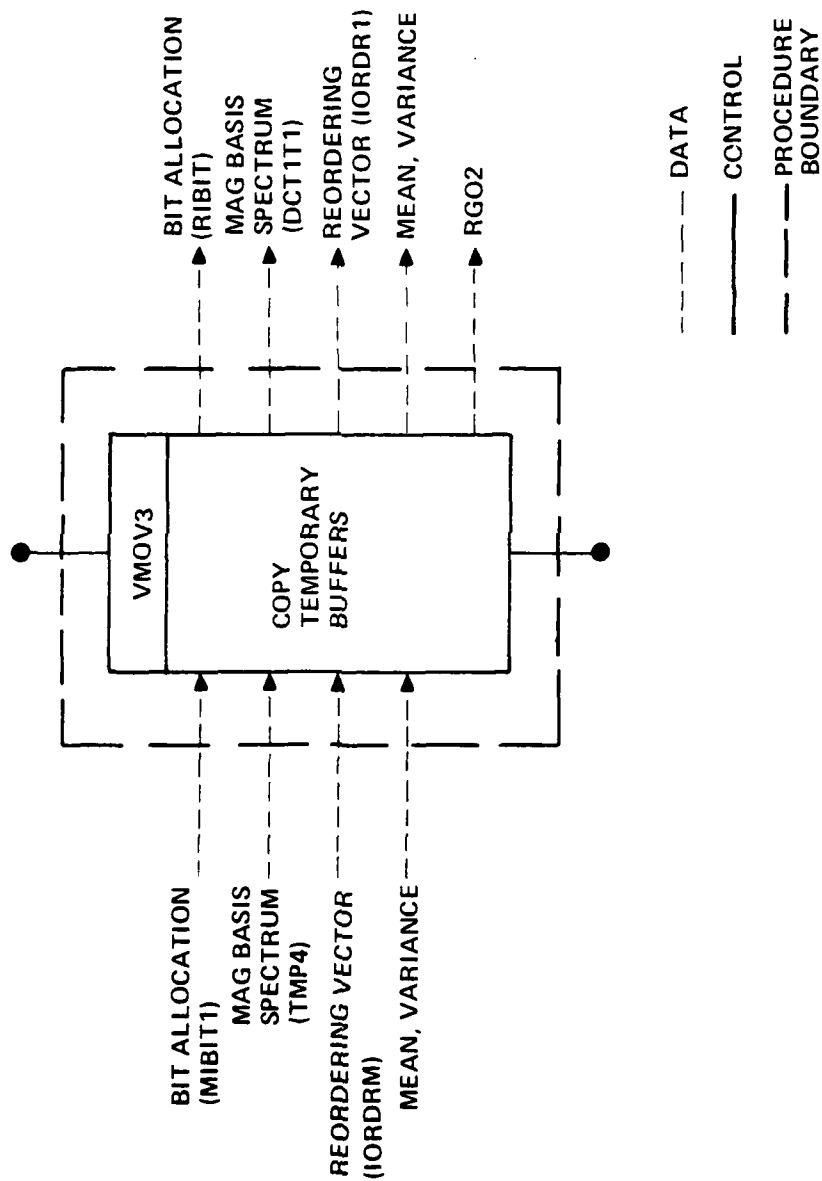 BIT ALLOCATION
(MIBIT1)
MAG BASIS
SPECTRUM
(TMP4)
REORDERING VECTOR
(IORDRM)
MEAN, VARIANCE
VMOV3
COPY
TEMPORARY
BUFFERS
BIT ALLOCATION
(RIBIT)
MAG BASIS
SPECTRUM
(DCT1T1)
REORDERING
VECTOR (IORDR1)
MEAN, VARIANCE
RGO2
DATA
CONTROL
PROCEDURE
BOUNDARY